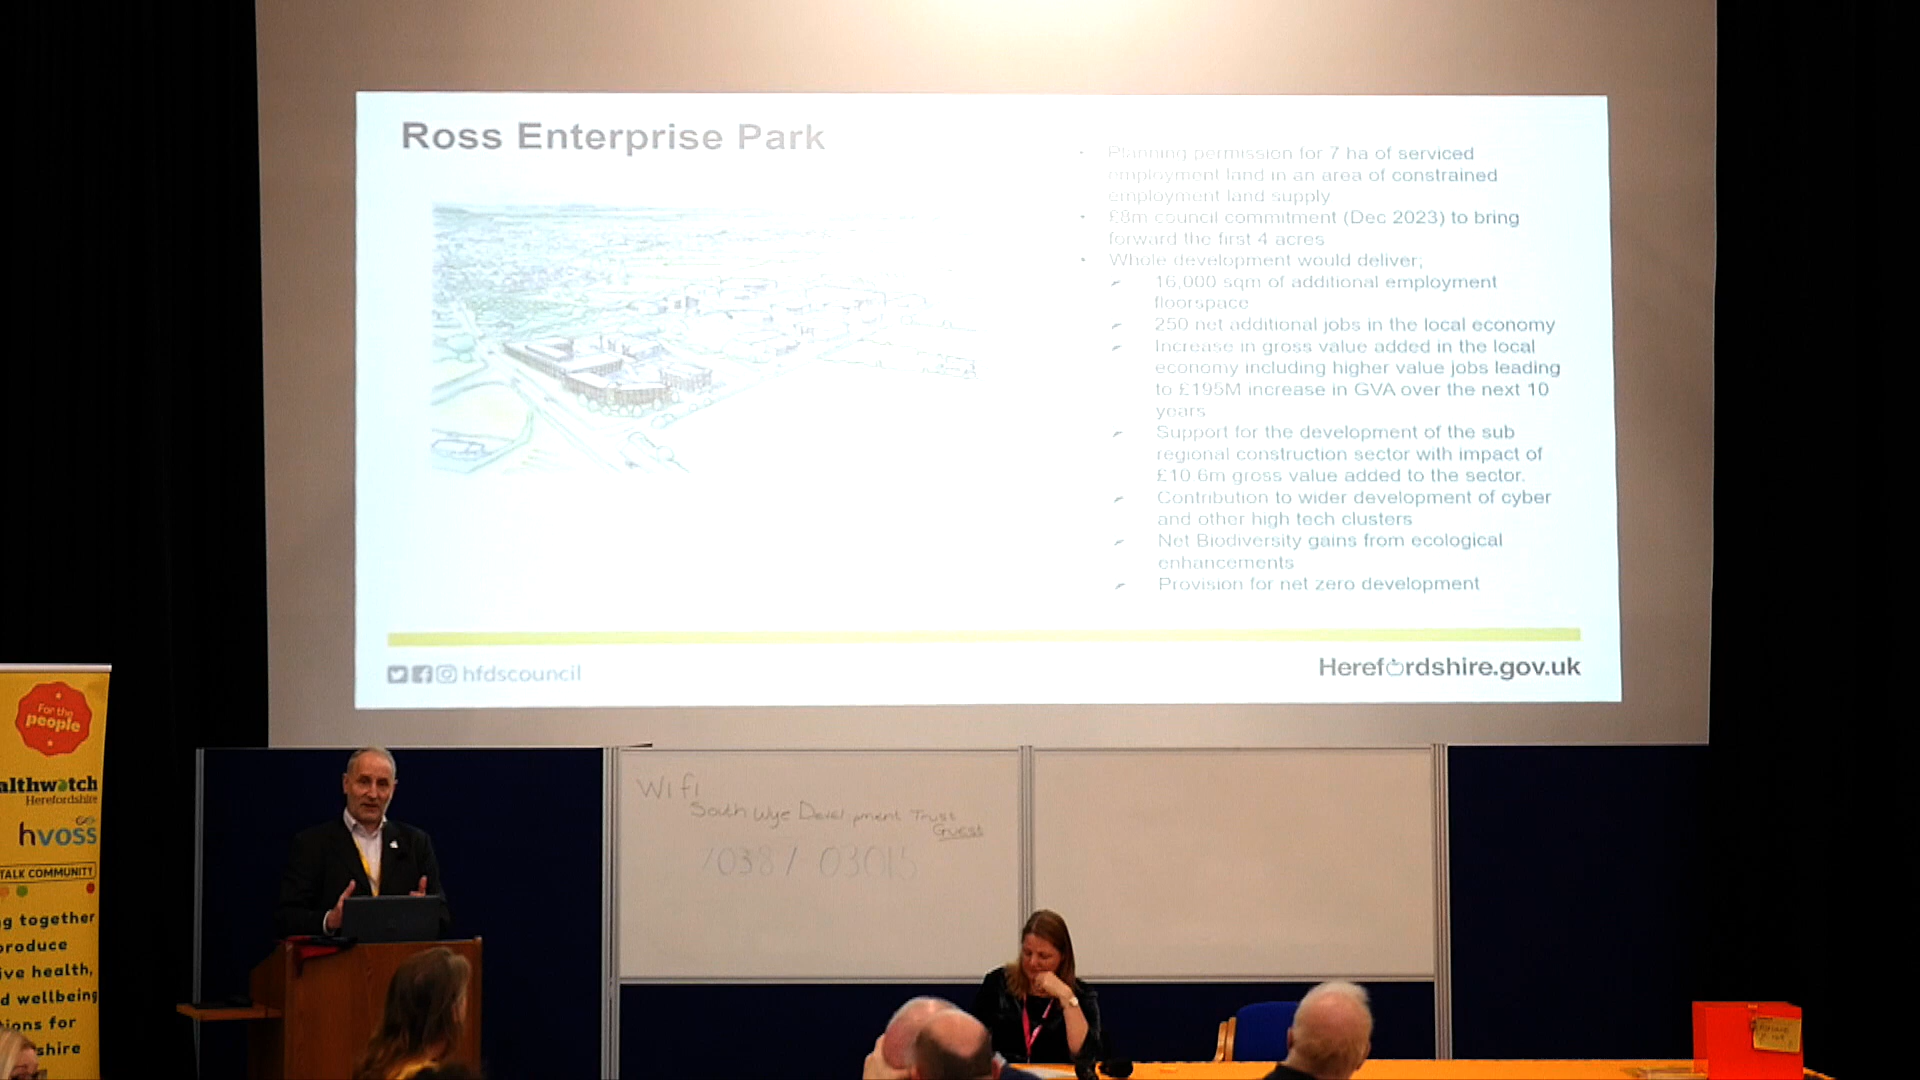 Ross Enterprise Park
Planning permission for 7 ha of serviced
employment land in an area of constrained
employment land supply
£8m council commitment (Dec 2023) to bring
forward the first 4 acres
Whole development would deliver;
16,000 sqm of additional employment
floorspace
250 net additional jobs in the local economy
Increase in gross value added in the local
economy including higher value jobs leading
to £195M increase in GVA over the next 10
years
Support for the development of the sub
regional construction sector with impact of
£10 6m gross value added to the sector.
Contribution to wider development of cyber
and other high tech clusters
Net Biodiversity gains from ecological
enhancements
Provision for net zero development
hfdscouncil
Herefordshire.gov.uk
For the
people
althwatch
Herefordshire
hvoss
TALK COMMUNITY
g together
produce
ive health,
d wellbeing
tions for
shire
Wifi
South Wye Development Trust
Guest